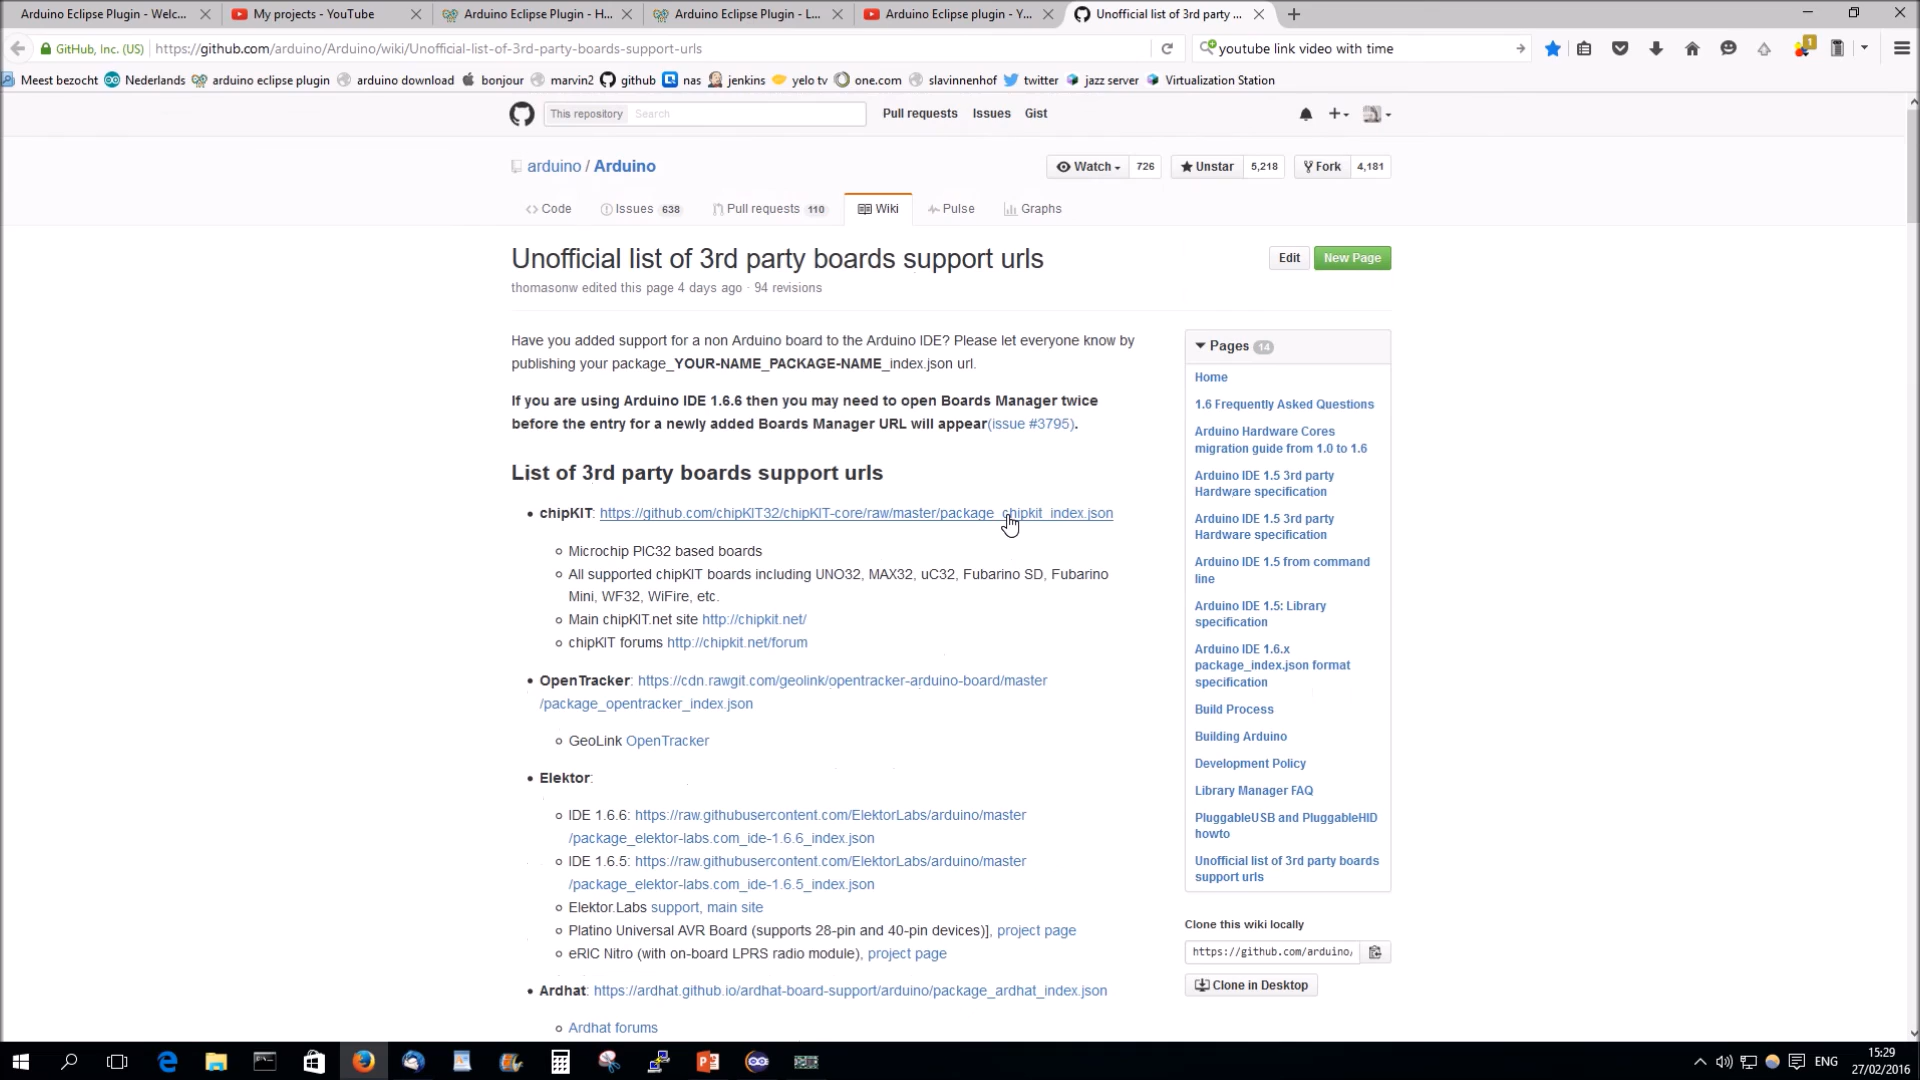 Arduino Eclipse Plugin - Welc...
My projects - YouTube
Arduino Eclipse Plugin - H...
Arduino Eclipse Plugin - L...
Arduino Eclipse plugin - Y...
Unofficial list of 3rd party ...
GitHub, Inc. (US)
https://github.com/arduino/Arduino/wiki/Unofficial-list-of-3rd-party-boards-support-urls
youtube link video with time
1
Meest bezocht
Nederlands
arduino eclipse plugin
arduino download
bonjour
marvin2
github
nas
jenkins
yelo tv
one.com
slavinnenhof
twitter
jazz server
Virtualization Station
This repository
Search
Pull requests
Issues
Gist
arduino / Arduino
Watch
726
Unstar
5,218
Fork
4,181
Code
Issues 638
Pull requests 110
Wiki
Pulse
Graphs
Unofficial list of 3rd party boards support urls
Edit
New Page
thomasonw edited this page 4 days ago · 94 revisions
Have you added support for a non Arduino board to the Arduino IDE? Please let everyone know by
publishing your package_YOUR-NAME_PACKAGE-NAME_index.json url.
If you are using Arduino IDE 1.6.6 then you may need to open Boards Manager twice
before the entry for a newly added Boards Manager URL will appear(issue #3795).
List of 3rd party boards support urls
• chipKIT: https://github.com/chipKIT32/chipKIT-core/raw/master/package_chipkit_index.json
Microchip PIC32 based boards
All supported chipKIT boards including UNO32, MAX32, uC32, Fubarino SD, Fubarino
Mini, WF32, WiFire, etc.
Main chipKIT.net site http://chipkit.net/
chipKIT forums http://chipkit.net/forum
• OpenTracker: https://cdn.rawgit.com/geolink/opentracker-arduino-board/master
/package_opentracker_index.json
GeoLink OpenTracker
• Elektor:
IDE 1.6.6: https://raw.githubusercontent.com/ElektorLabs/arduino/master
/package_elektor-labs.com_ide-1.6.6_index.json
IDE 1.6.5: https://raw.githubusercontent.com/ElektorLabs/arduino/master
/package_elektor-labs.com_ide-1.6.5_index.json
Elektor.Labs support, main site
Platino Universal AVR Board (supports 28-pin and 40-pin devices)], project page
eRIC Nitro (with on-board LPRS radio module), project page
• Ardhat: https://ardhat.github.io/ardhat-board-support/arduino/package_ardhat_index.json
Ardhat forums
Pages 14
Home
1.6 Frequently Asked Questions
Arduino Hardware Cores
migration guide from 1.0 to 1.6
Arduino IDE 1.5 3rd party
Hardware specification
Arduino IDE 1.5 3rd party
Hardware specification
Arduino IDE 1.5 from command
line
Arduino IDE 1.5: Library
specification
Arduino IDE 1.6.x
package_index.json format
specification
Build Process
Building Arduino
Development Policy
Library Manager FAQ
PluggableUSB and PluggableHID
howto
Unofficial list of 3rd party boards
support urls
Clone this wiki locally
https://github.com/arduino/
Clone in Desktop
ENG
15:29
27/02/2016